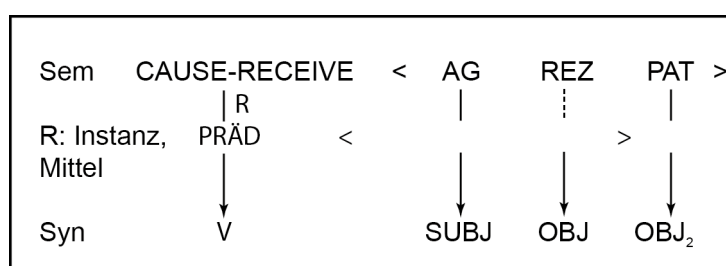 Sem CAUSE-RECEIVE < AG REZ PAT >
R
R: Instanz, PRÄD < >
Mittel
Syn V SUBJ OBJ OBJ₂